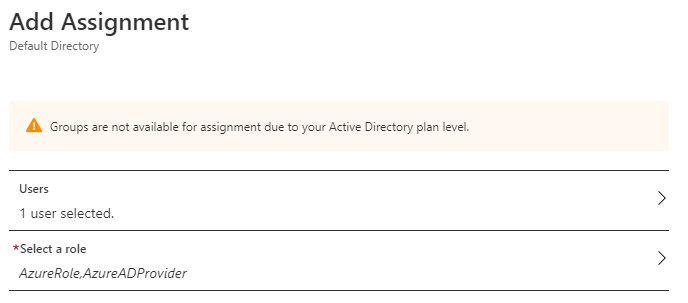 Add Assignment
Default Directory
Groups are not available for assignment due to your Active Directory plan level.
Users
1 user selected.
*Select a role
AzureRole,AzureADProvider